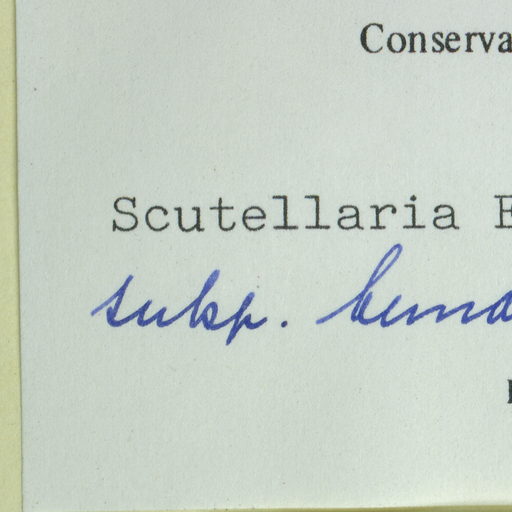 Conserva
Scutellaria E
subsp.